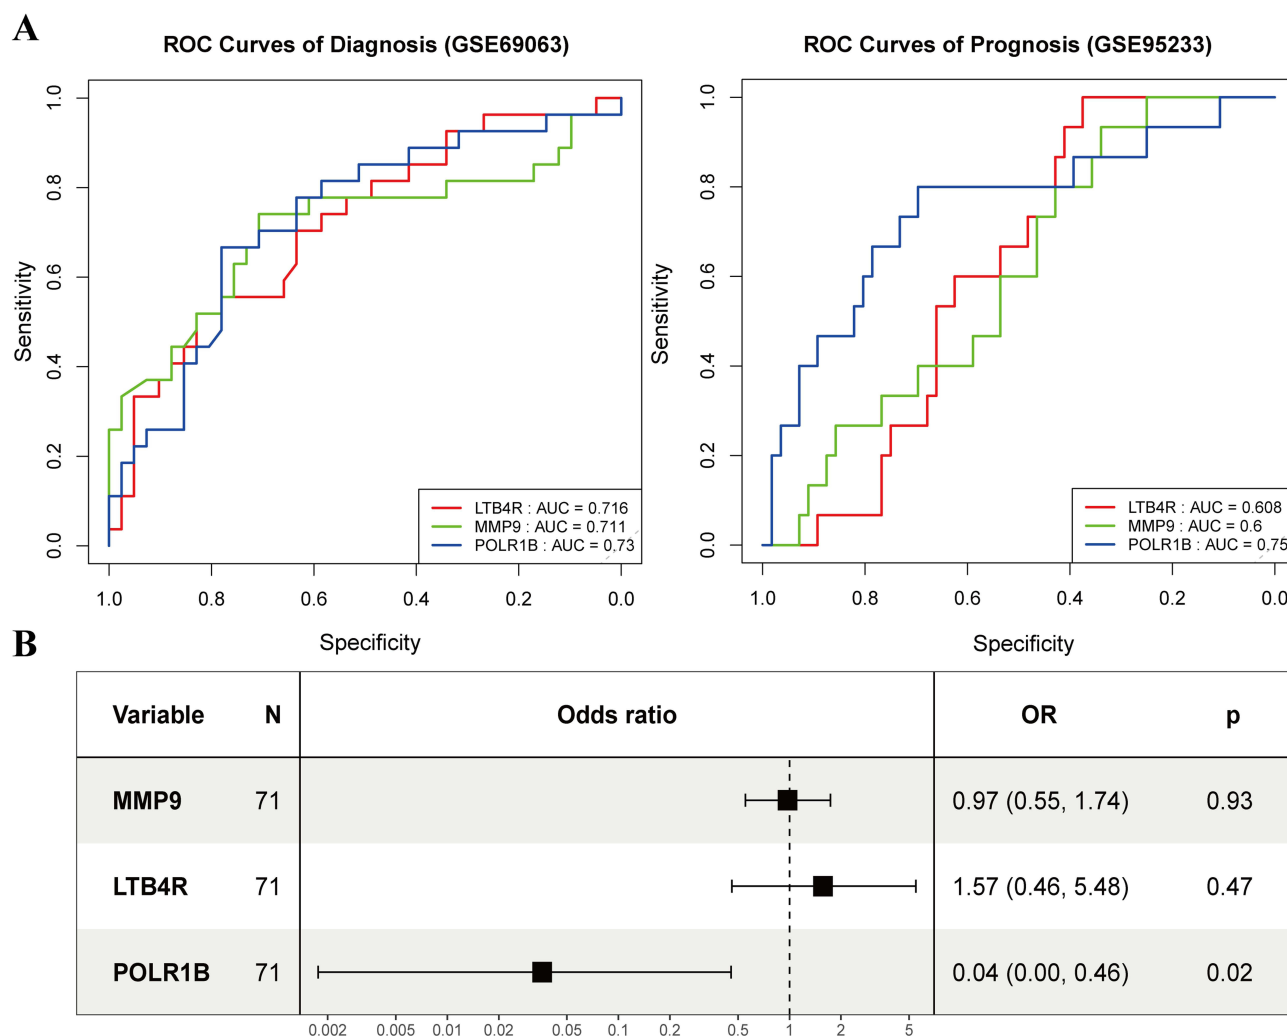 A
ROC Curves of Diagnosis (GSE69063)
Sensitivity
1.0
0.8
0.6
0.4
0.2
0.0
LTB4R : AUC = 0.716
MMP9 : AUC = 0.711
POLR1B : AUC = 0.73
1.0 0.8 0.6 0.4 0.2 0.0
Specificity
ROC Curves of Prognosis (GSE95233)
Sensitivity
1.0
0.8
0.6
0.4
0.2
0.0
LTB4R : AUC = 0.608
MMP9 : AUC = 0.6
POLR1B : AUC = 0.75
1.0 0.8 0.6 0.4 0.2 0.0
Specificity
B
Variable N Odds ratio OR p
MMP9 71 0.97 (0.55, 1.74) 0.93
LTB4R 71 1.57 (0.46, 5.48) 0.47
POLR1B 71 0.04 (0.00, 0.46) 0.02
0.002 0.005 0.01 0.02 0.05 0.1 0.2 0.5 1 2 5